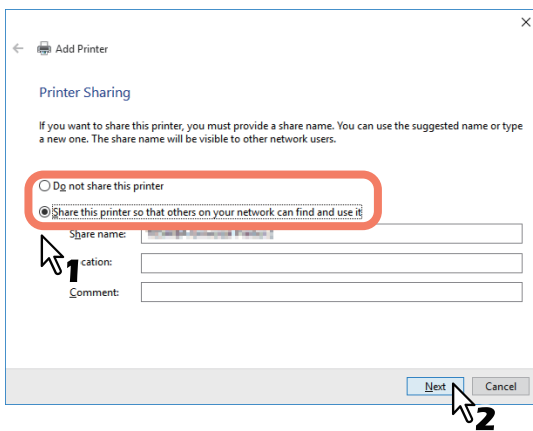 Add Printer
Printer Sharing
If you want to share this printer, you must provide a share name. You can use the suggested name or type
a new one. The share name will be visible to other network users.
Do not share this printer
Share this printer so that others on your network can find and use it
Share name:
cation:
1
Comment:
Next
Cancel
2